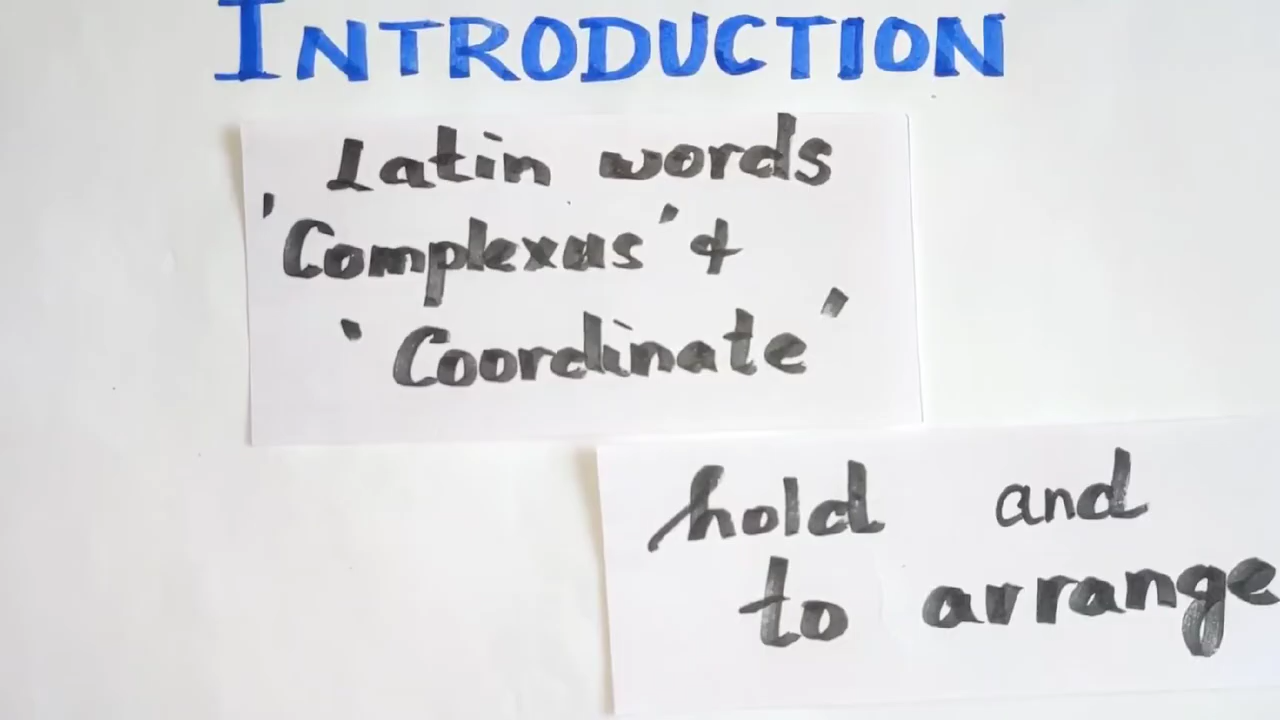 INTRODUCTION
Latin words
'Complexus' &
'Coordinate'
hold and
to arrange